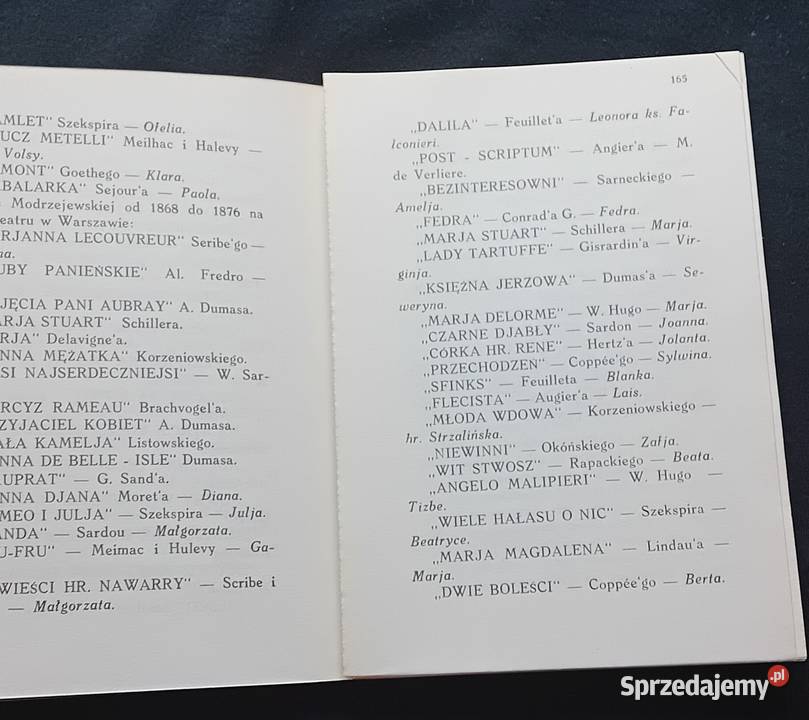 AMLET" Szekspira — Ofelia.
UCZ METELLI" Meilhac i Halevy —
Volsy.
MONT" Goethego — Klara.
BALARKA" Sejour'a — Paola.
Modrzejewskiej od 1868 do 1876 na
eatru w Warszawie:
RJANNA LECOUVREUR" Seribe'go —
na.
UBY PANIEŃSKIE" Al. Fredro —
JĘCIA PANI AUBRAY" A. Dumasa.
ARJA STUART" Schillera.
RJA" Delavigne'a.
NNA MĘŻATKA" Korzeniowskiego.
SI NAJSERDECZNIEJSI" — W. Sar-
RCYZ RAMEAU" Brachvogel'a.
ZYJACIEL KOBIET" A. Dumasa.
AŁA KAMELJA" Listowskiego.
NNA DE BELLE - ISLE" Dumasa.
UPRAT" — G. Sand'a.
NNA DJANA" Moret'a — Diana.
MEO I JULJA" — Szekspira — Julja.
ANDA" — Sardou — Małgorzata.
U-FRU" — Meimac i Hulevy — Ga-
WIEŚCI HR. NAWARRY" — Scribe i
— Małgorzata.
165
„DALILA" — Feuillet'a — Leonora ks. Fa-
lconieri.
„POST - SCRIPTUM" — Angier'a — M.
de Verliere.
„BEZINTERESOWNI" — Sarneckiego —
Amelja.
„FEDRA" — Conrad'a G. — Fedra.
„MARJA STUART" — Schillera — Marja.
„LADY TARTUFFE" — Gisrardin'a — Vir-
ginja.
„KSIĘŻNA JERZOWA" — Dumas'a — Se-
weryna.
„MARJA DELORME" — W. Hugo — Marja.
„CZARNE DJABŁY" — Sardon — Joanna.
„CÓRKA HR. RENE" — Hertz'a — Jolanta.
„PRZECHODZEŃ" — Coppée'go — Sylwina.
„SFINKS" — Feuilleta — Blanka.
„FLECISTA" — Augier'a — Lais.
„MŁODA WDOWA" — Korzeniowskiego —
hr. Strzalińska.
„NIEWINNI" — Okońskiego — Zafja.
„WIT STWOSZ" — Rapackiego — Beata.
„ANGELO MALIPIERI" — W. Hugo —
Tizbe.
„WIELE HAŁASU O NIC" — Szekspira —
Beatryce.
„MARJA MAGDALENA" — Lindau'a —
Marja.
„DWIE BOLEŚCI" — Coppée'go — Berta.
Sprzedajemy.pl